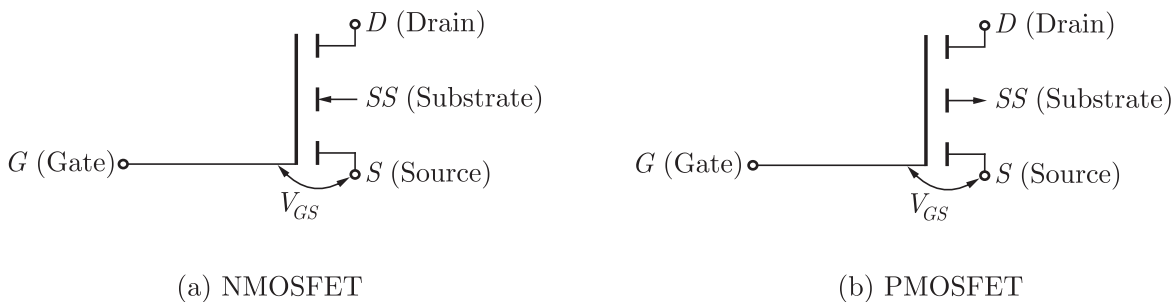 D (Drain)
SS (Substrate)
G (Gate)
S (Source)
V_GS
(a) NMOSFET
D (Drain)
SS (Substrate)
G (Gate)
S (Source)
V_GS
(b) PMOSFET